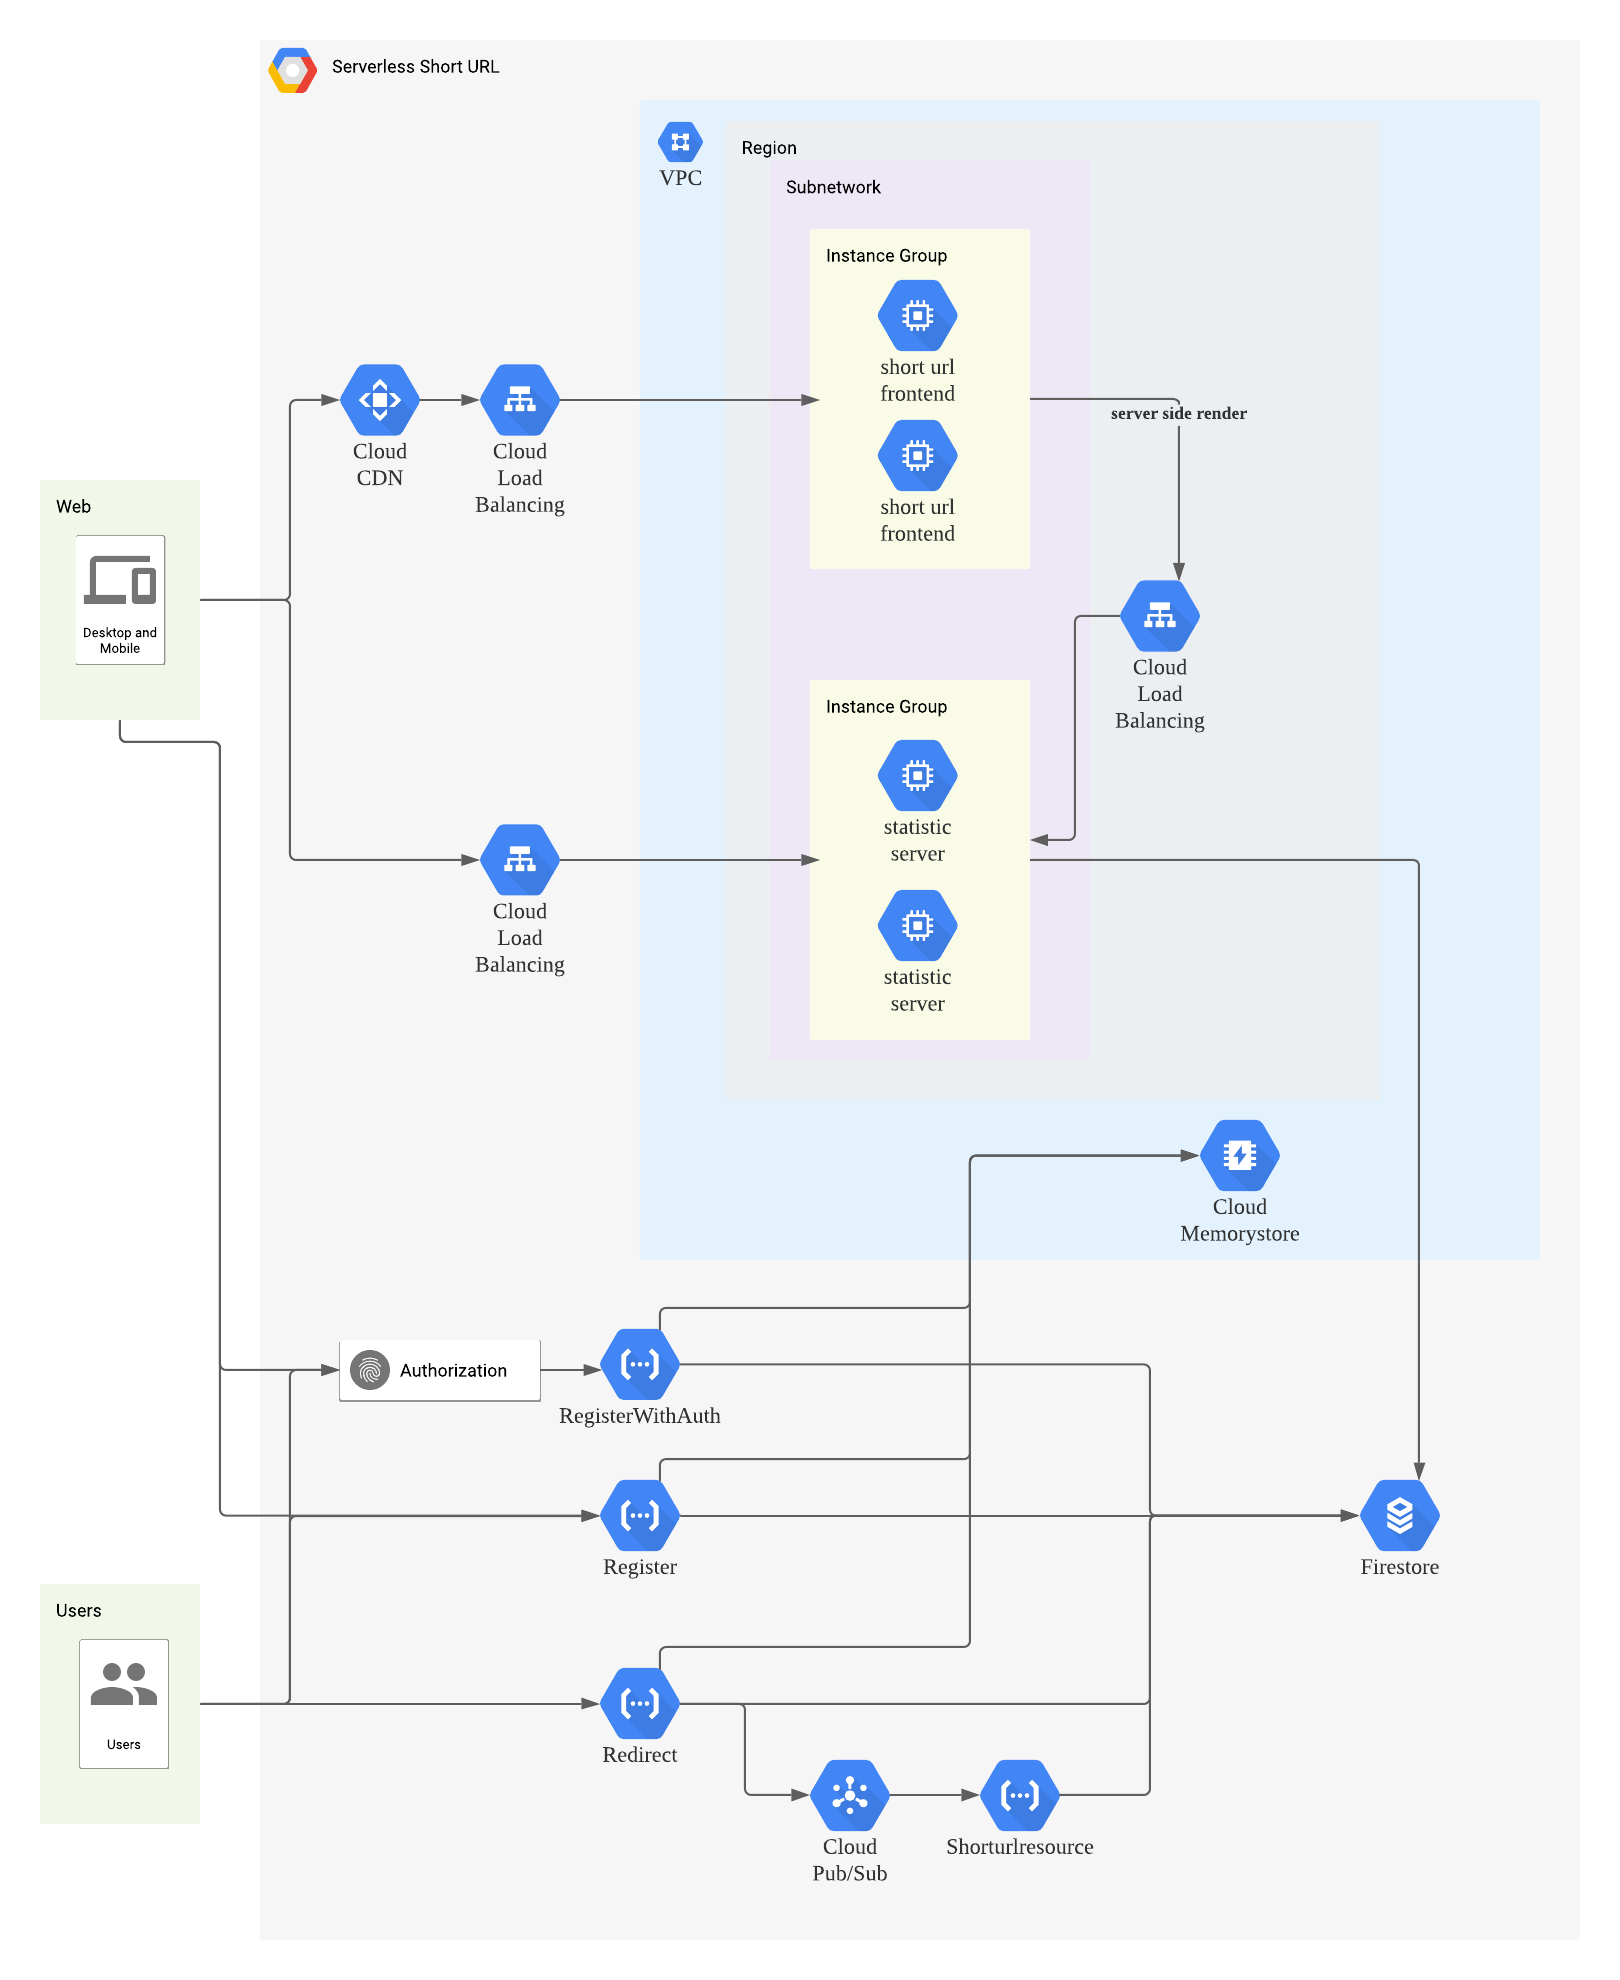 Serverless Short URL
VPC
Region
Subnetwork
Instance Group
short url
frontend
short url
frontend
server side render
Cloud
CDN
Cloud
Load
Balancing
Web
Desktop and
Mobile
Cloud
Load
Balancing
Instance Group
statistic
server
statistic
server
Cloud
Load
Balancing
Cloud
Memorystore
Authorization
RegisterWithAuth
Register
Firestore
Users
Users
Redirect
Cloud
Pub/Sub
Shorturlresource